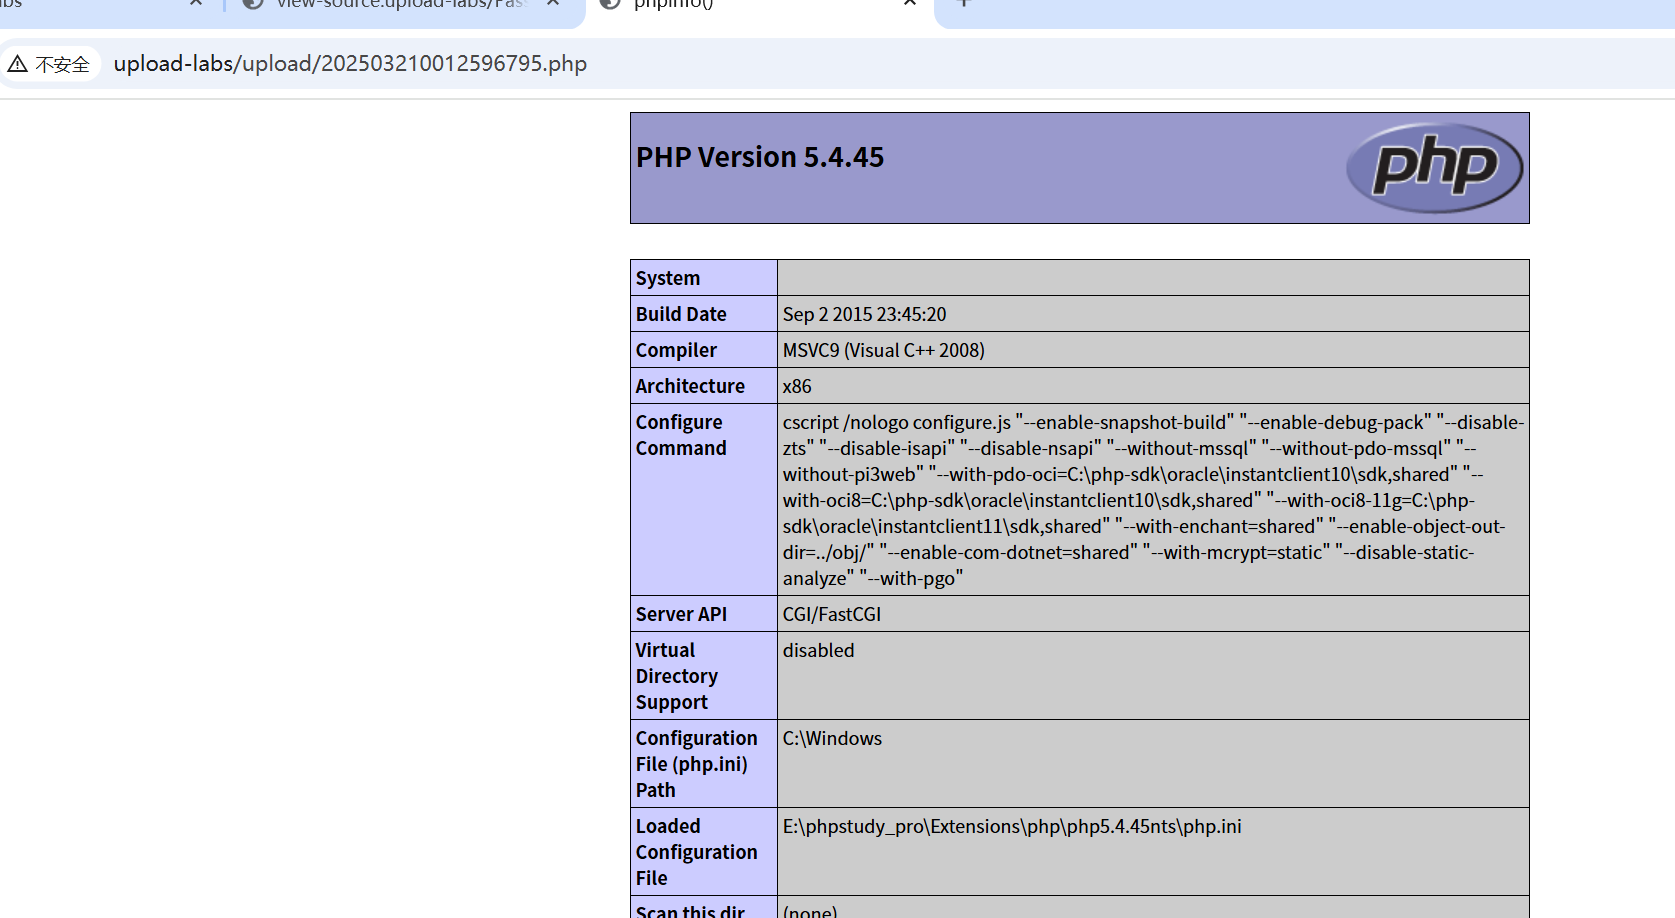 view-source:upload-labs/Pas
phpinfo()
不安全
upload-labs/upload/202503210012596795.php
PHP Version 5.4.45
php
System
Build Date
Sep 2 2015 23:45:20
Compiler
MSVC9 (Visual C++ 2008)
Architecture
x86
Configure
Command
cscript /nologo configure.js "--enable-snapshot-build" "--enable-debug-pack" "--disable-
zts" "--disable-isapi" "--disable-nsapi" "--without-mssql" "--without-pdo-mssql" "--
without-pi3web" "--with-pdo-oci=C:\php-sdk\oracle\instantclient10\sdk,shared" "--
with-oci8=C:\php-sdk\oracle\instantclient10\sdk,shared" "--with-oci8-11g=C:\php-
sdk\oracle\instantclient11\sdk,shared" "--with-enchant=shared" "--enable-object-out-
dir=../obj/" "--enable-com-dotnet=shared" "--with-mcrypt=static" "--disable-static-
analyze" "--with-pgo"
Server API
CGI/FastCGI
Virtual
Directory
Support
disabled
Configuration
File (php.ini)
Path
C:\Windows
Loaded
Configuration
File
E:\phpstudy_pro\Extensions\php\php5.4.45nts\php.ini
Scan this dir
(none)